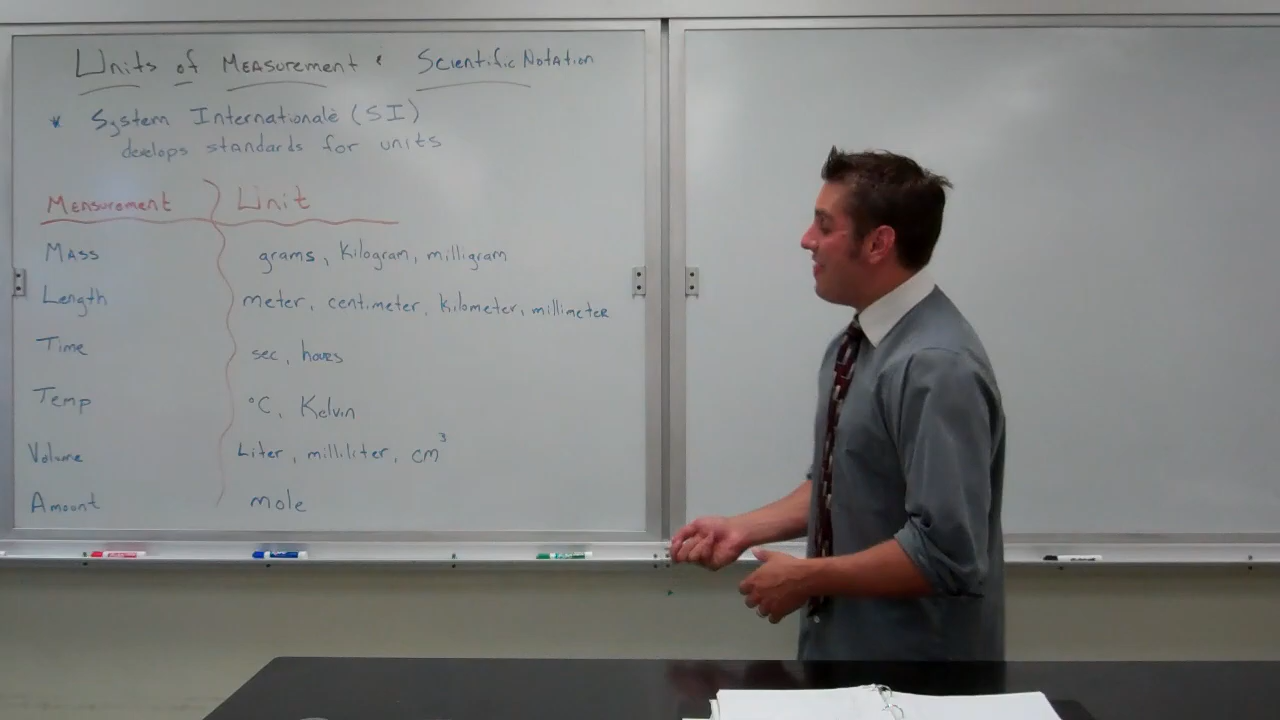 Units of Measurement & Scientific Notation
* System Internationalè (SI)
develops standards for units
Measurement Unit
Mass grams, Kilogram, milligram
Length meter, centimeter, Kilometer, millimeter
Time sec, hours
Temp °C, Kelvin
Volume Liter, milliliter, cm³
Amount mole